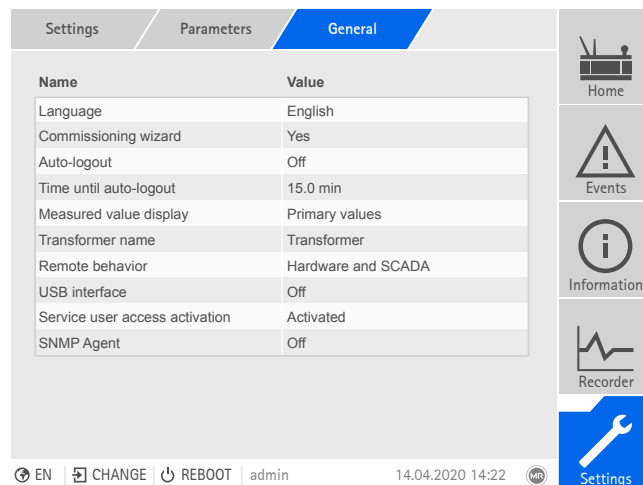 Settings Parameters General
Name Value
Language English
Commissioning wizard Yes
Auto-logout Off
Time until auto-logout 15.0 min
Measured value display Primary values
Transformer name Transformer
Remote behavior Hardware and SCADA
USB interface Off
Service user access activation Activated
SNMP Agent Off
Home
Events
Information
Recorder
Settings
EN CHANGE REBOOT admin 14.04.2020 14:22 MR